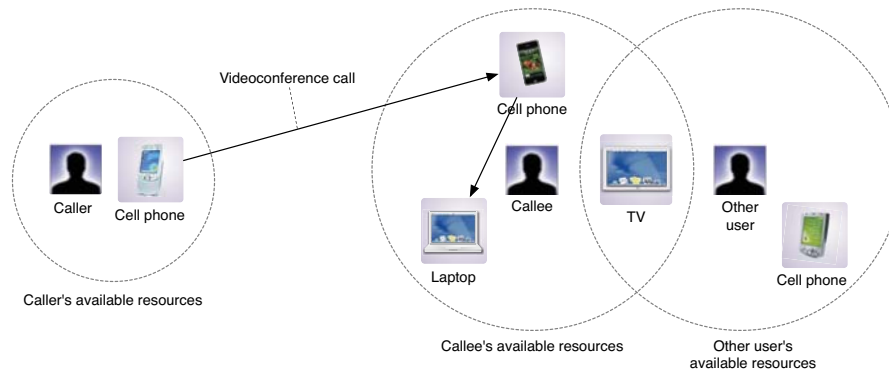 Videoconference call
Cell phone
Caller
Cell phone
Callee
TV
Other
user
Laptop
Cell phone
Caller's available resources
Callee's available resources
Other user's
available resources